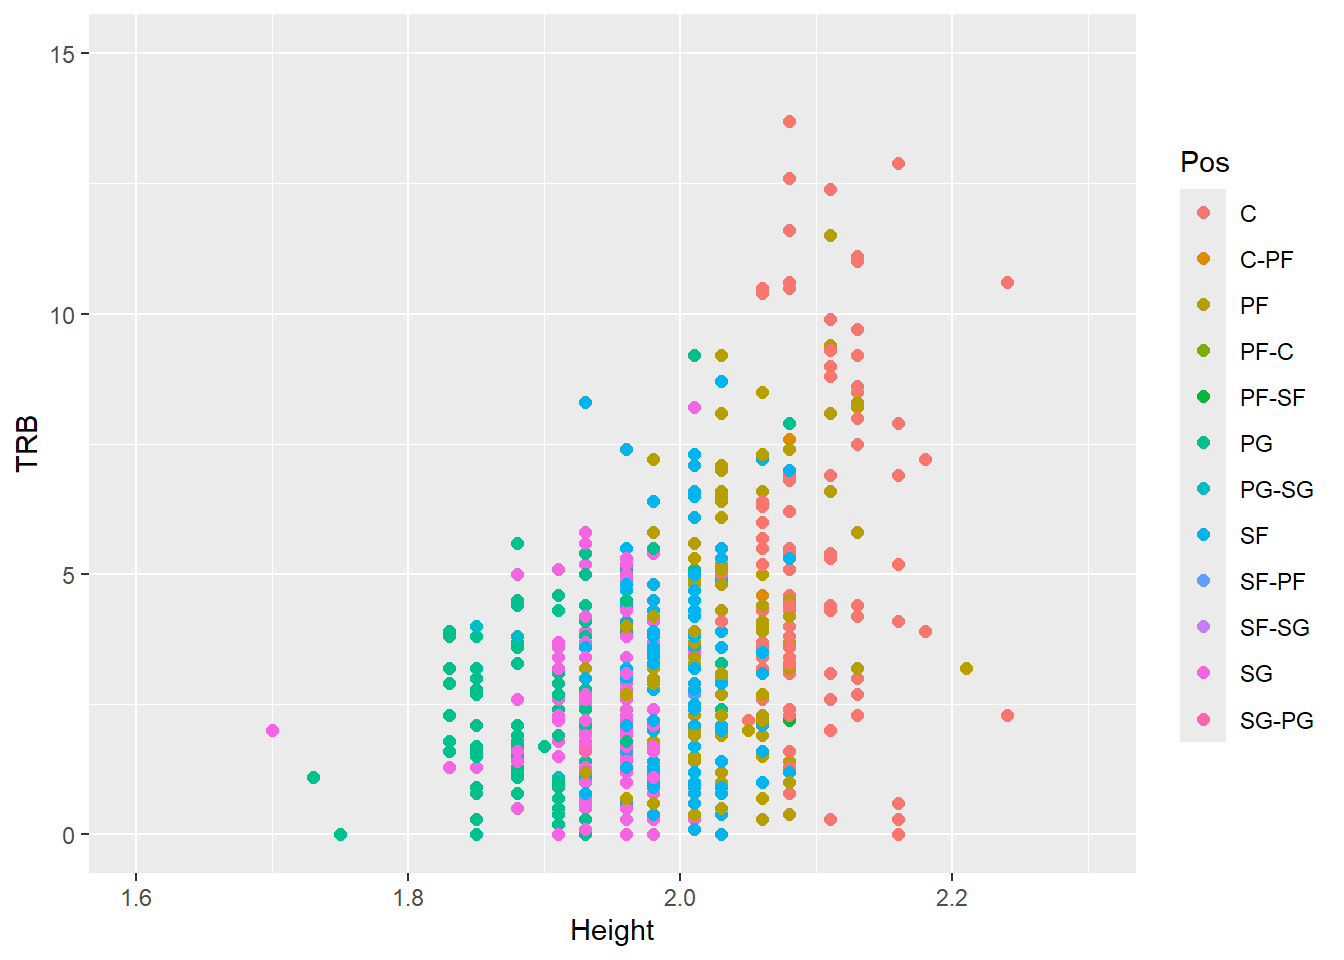 15
10
5
0
TRB
1.6
1.8
2.0
2.2
Height
Pos
C
C-PF
PF
PF-C
PF-SF
PG
PG-SG
SF
SF-PF
SF-SG
SG
SG-PG